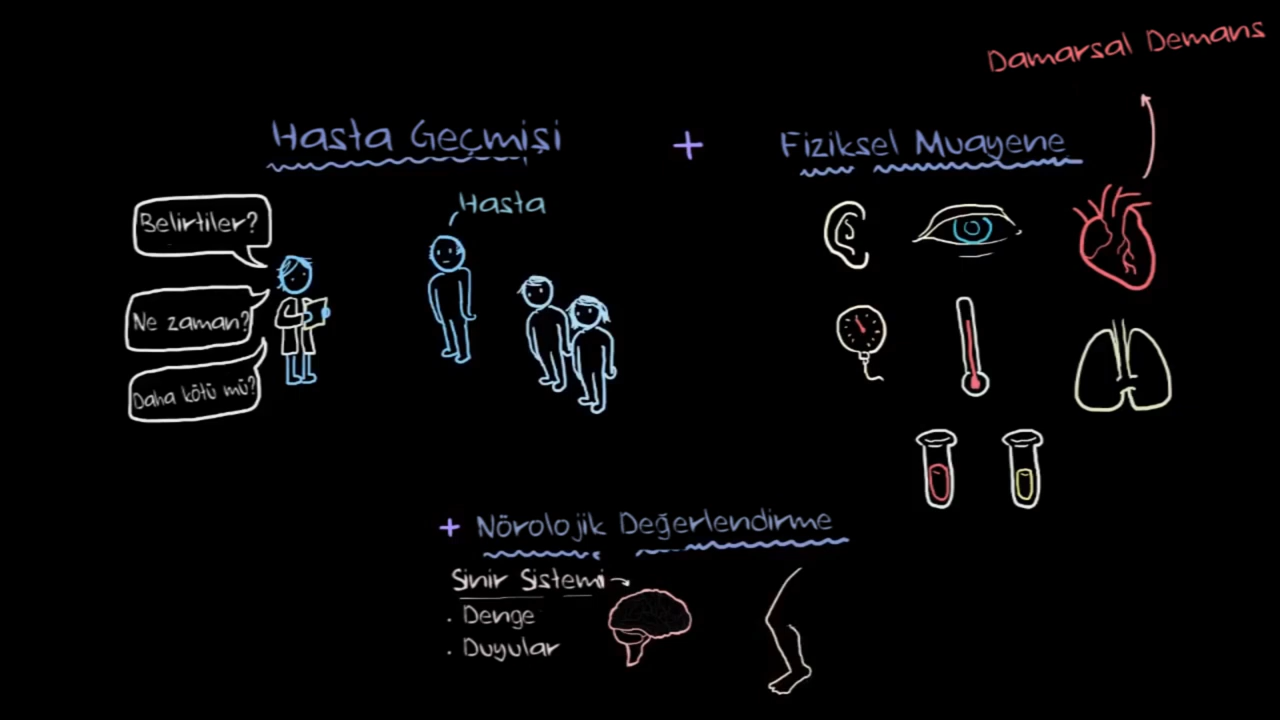 Damarsal Demans
Hasta Geçmişi + Fiziksel Muayene
Hasta
Belirtiler?
Ne zaman?
Daha kötü mü?
+ Nörolojik Değerlendirme
Sinir Sistemi
. Denge
. Duyular